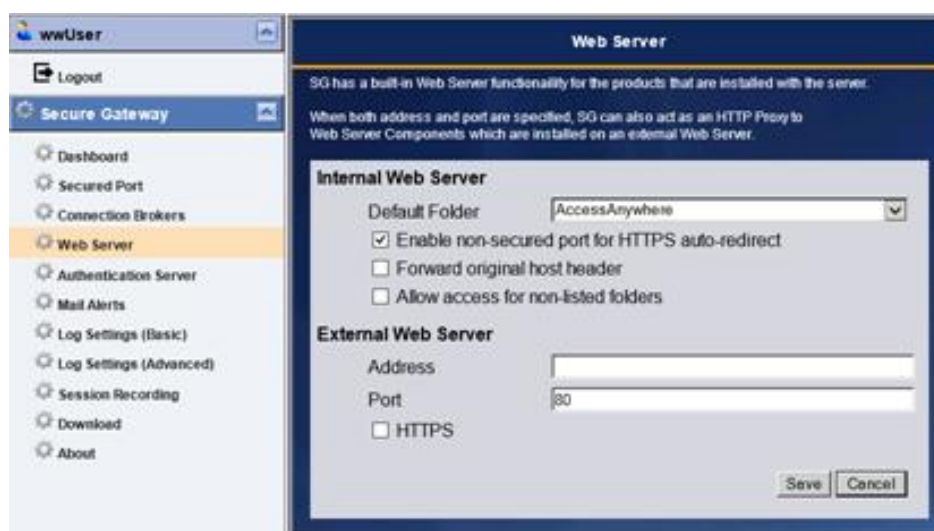 wwUser
Logout
Secure Gateway
Dashboard
Secured Port
Connection Brokers
Web Server
Authentication Server
Mail Alerts
Log Settings (Basic)
Log Settings (Advanced)
Session Recording
Download
About
Web Server
SG has a built-in Web Server functionality for the products that are installed with the server.
When both address and port are specified, SG can also act as an HTTP Proxy to
Web Server Components which are installed on an external Web Server.
Internal Web Server
Default Folder AccessAnywhere
Enable non-secured port for HTTPS auto-redirect
Forward original host header
Allow access for non-listed folders
External Web Server
Address
Port 80
HTTPS
Save Cancel